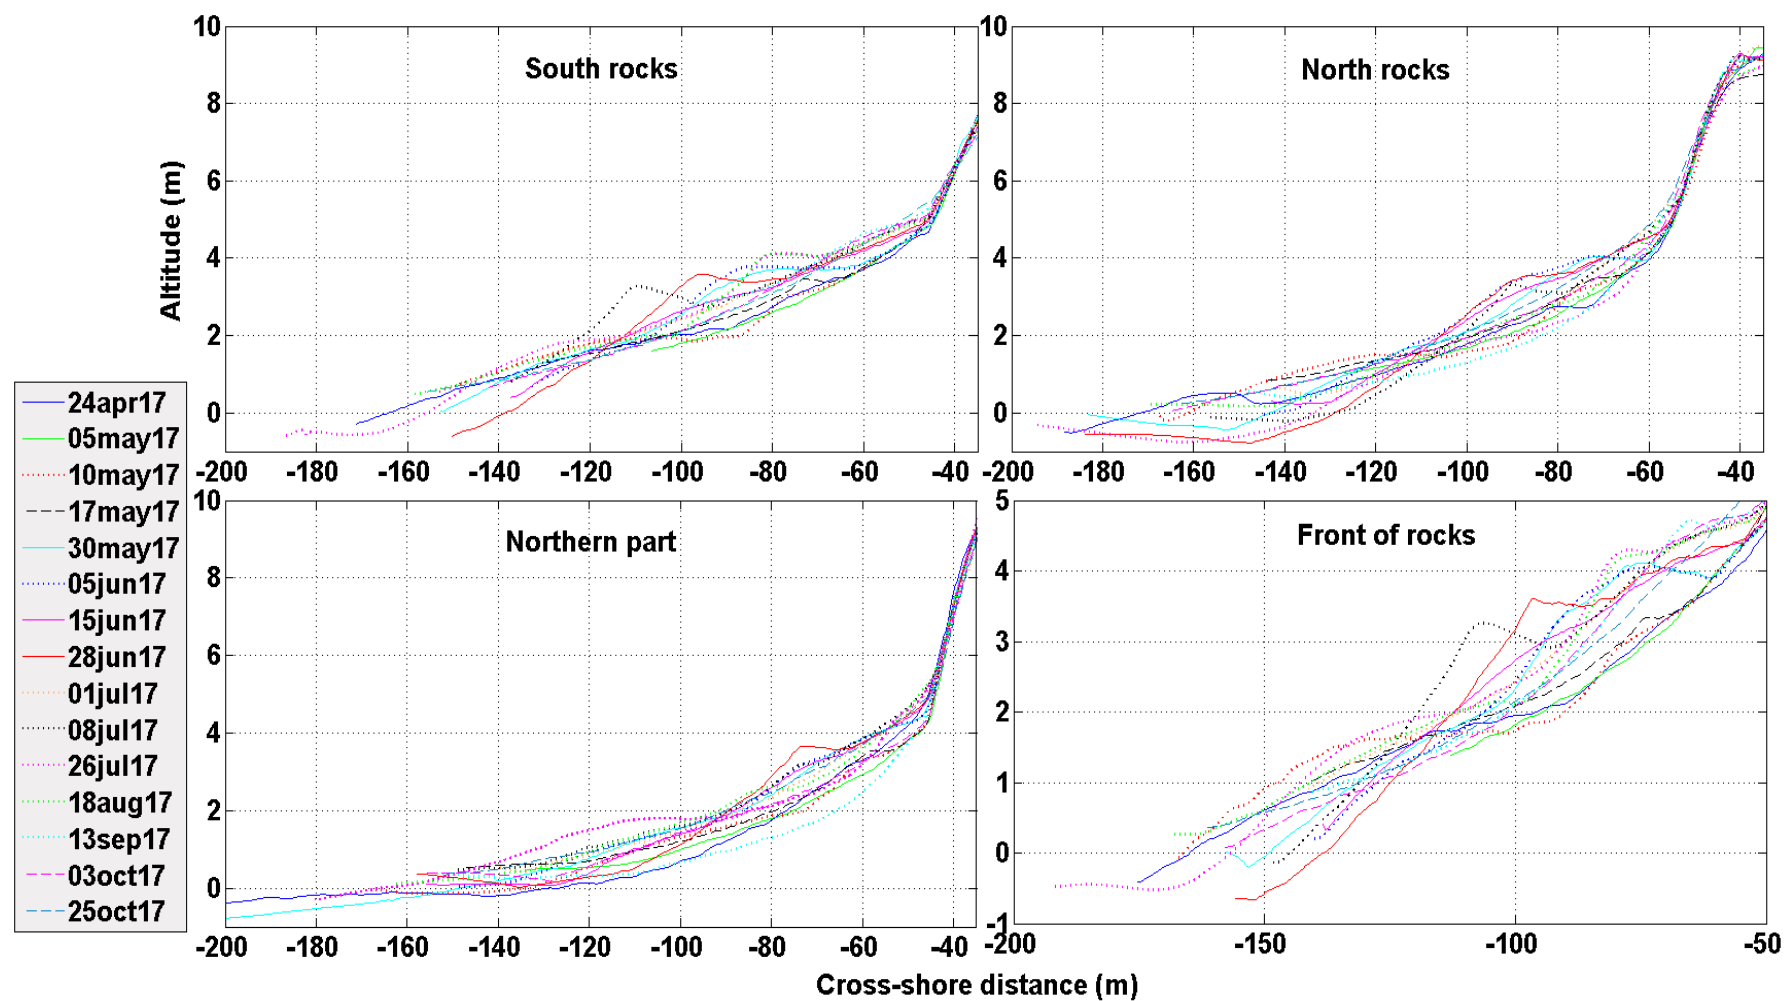 10
8
6
4
2
0
South rocks
-200 -180 -160 -140 -120 -100 -80 -60 -40
10
8
6
4
2
0
North rocks
-200 -180 -160 -140 -120 -100 -80 -60 -40
Altitude (m)
24apr17
05may17
10may17
17may17
30may17
05jun17
15jun17
28jun17
01jul17
08jul17
26jul17
18aug17
13sep17
03oct17
25oct17
10
8
6
4
2
0
Northern part
-200 -180 -160 -140 -120 -100 -80 -60 -40
5
4
3
2
1
0
-1
Front of rocks
-200 -150 -100 -50
Cross-shore distance (m)